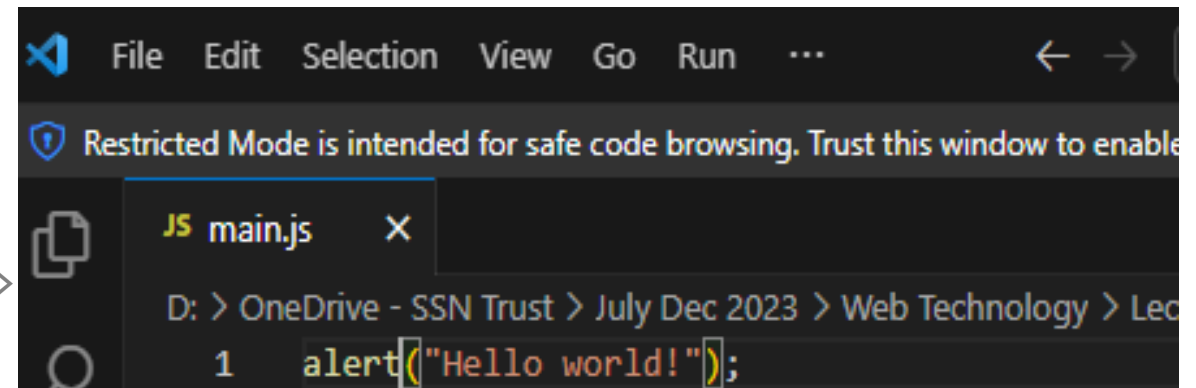 File Edit Selection View Go Run ···
Restricted Mode is intended for safe code browsing. Trust this window to enable
JS main.js ×
D: > OneDrive - SSN Trust > July Dec 2023 > Web Technology >
1 alert("Hello world!");